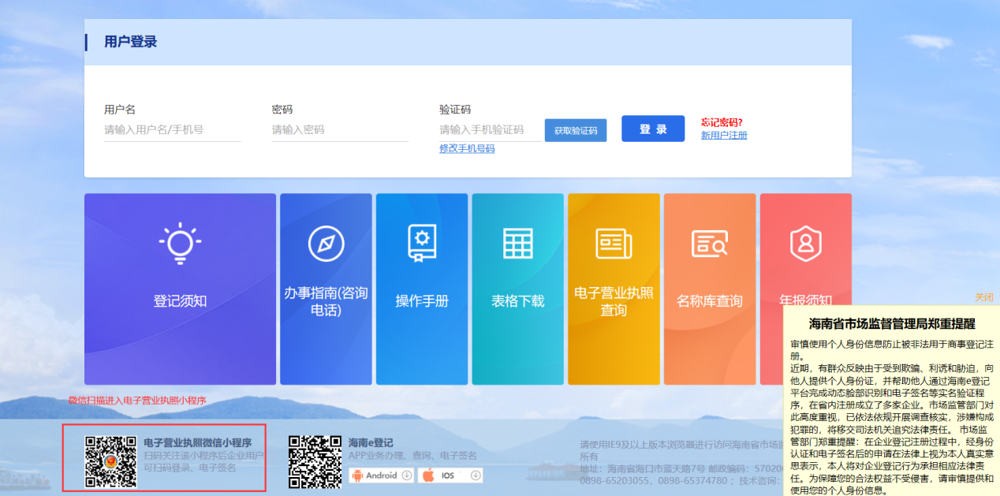 用户登录
用户名
密码
验证码
请输入用户名/手机号
请输入密码
请输入手机验证码
获取验证码
登 录
忘记密码?
新用户注册
修改手机号码
登记须知
办事指南(咨询
电话)
操作手册
表格下载
电子营业执照
查询
名称库查询
年报须知
关闭
海南省市场监督管理局郑重提醒
审慎使用个人身份信息防止被非法用于商事登记注
册。
近期，有群众反映由于受到欺骗、利诱和胁迫，向
他人提供个人身份证，并帮助他人通过海南e登记
平台完成动态脸部识别和电子签名等实名验证程
序，在省内注册成立了多家企业。市场监管部门对
此高度重视，已依法依规开展调查核实，涉嫌构成
犯罪的，将移交司法机关追究法律责任。 市场监
管部门郑重提醒：在企业登记注册过程中，经身份
认证和电子签名后的申请在法律上视为本人真实意
思表示，本人将对企业登记行为承担相应法律责
任。为保障您的合法权益不受侵害，请审慎提供和
使用您的个人身份信息。
微信扫描进入电子营业执照小程序
电子营业执照微信小程序
扫码关注该小程序后企业用户
可扫码登录、电子签名
海南e登记
APP业务办理、查询、电子签名
Android
IOS
请使用IE9及以上版本浏览器进行访问海南省市场监
所有
地址：海南省海口市蓝天路7号 邮政编码：57020
0898-65203055，0898-65374780 ；技术咨询：